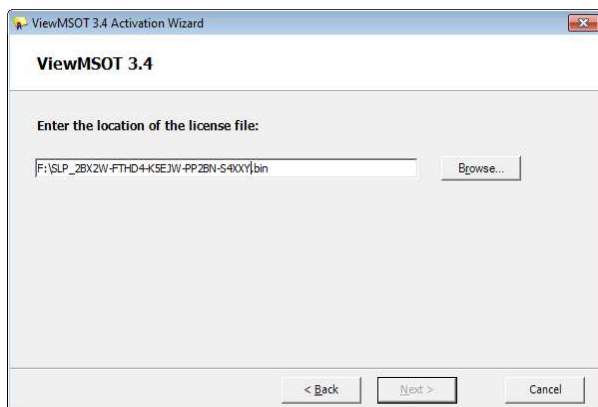 ViewMSOT 3.4 Activation Wizard
ViewMSOT 3.4
Enter the location of the license file:
F:\SLP_2BX2W-FTHD4-K5EJW-PP2BN-S4XXY.bin
Browse...
< Back
Next >
Cancel